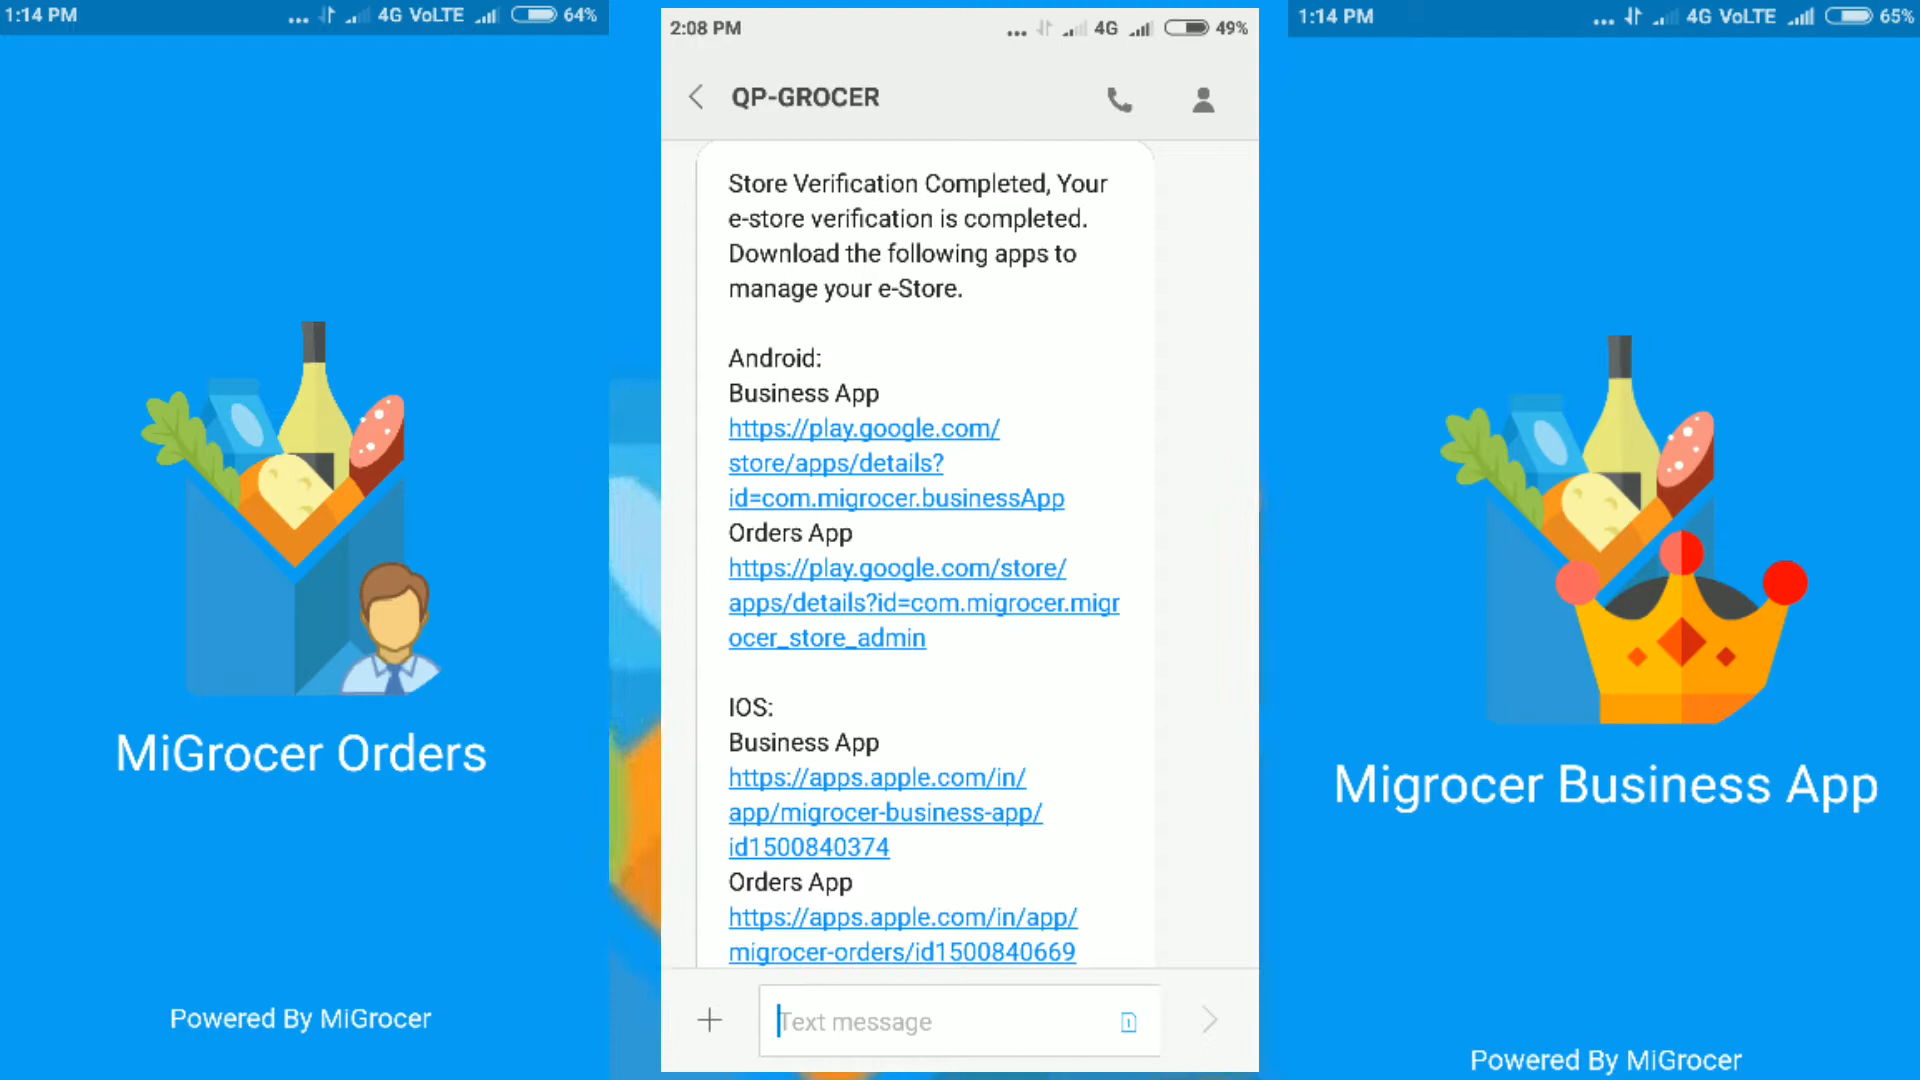 1:14 PM
4G VoLTE
64%
MiGrocer Orders
Powered By MiGrocer
2:08 PM
4G
49%
QP-GROCER
Store Verification Completed, Your
e-store verification is completed.
Download the following apps to
manage your e-Store.
Android:
Business App
https://play.google.com/
store/apps/details?
id=com.migrocer.businessApp
Orders App
https://play.google.com/store/
apps/details?id=com.migrocer.migr
ocer_store_admin
IOS:
Business App
https://apps.apple.com/in/
app/migrocer-business-app/
id1500840374
Orders App
https://apps.apple.com/in/app/
migrocer-orders/id1500840669
Text message
1
1:14 PM
4G VoLTE
65%
Migrocer Business App
Powered By MiGrocer